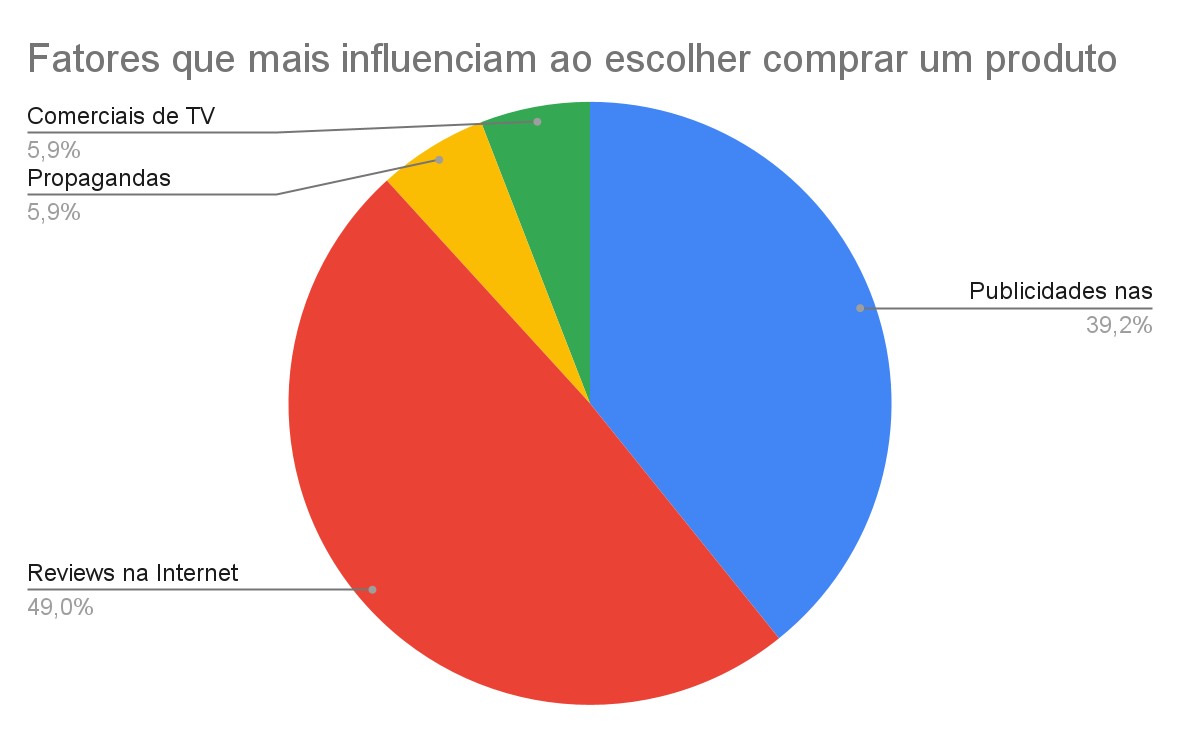 Fatores que mais influenciam ao escolher comprar um produto
Comerciais de TV
5,9%
Propagandas
5,9%
Publicidades nas
39,2%
Reviews na Internet
49,0%